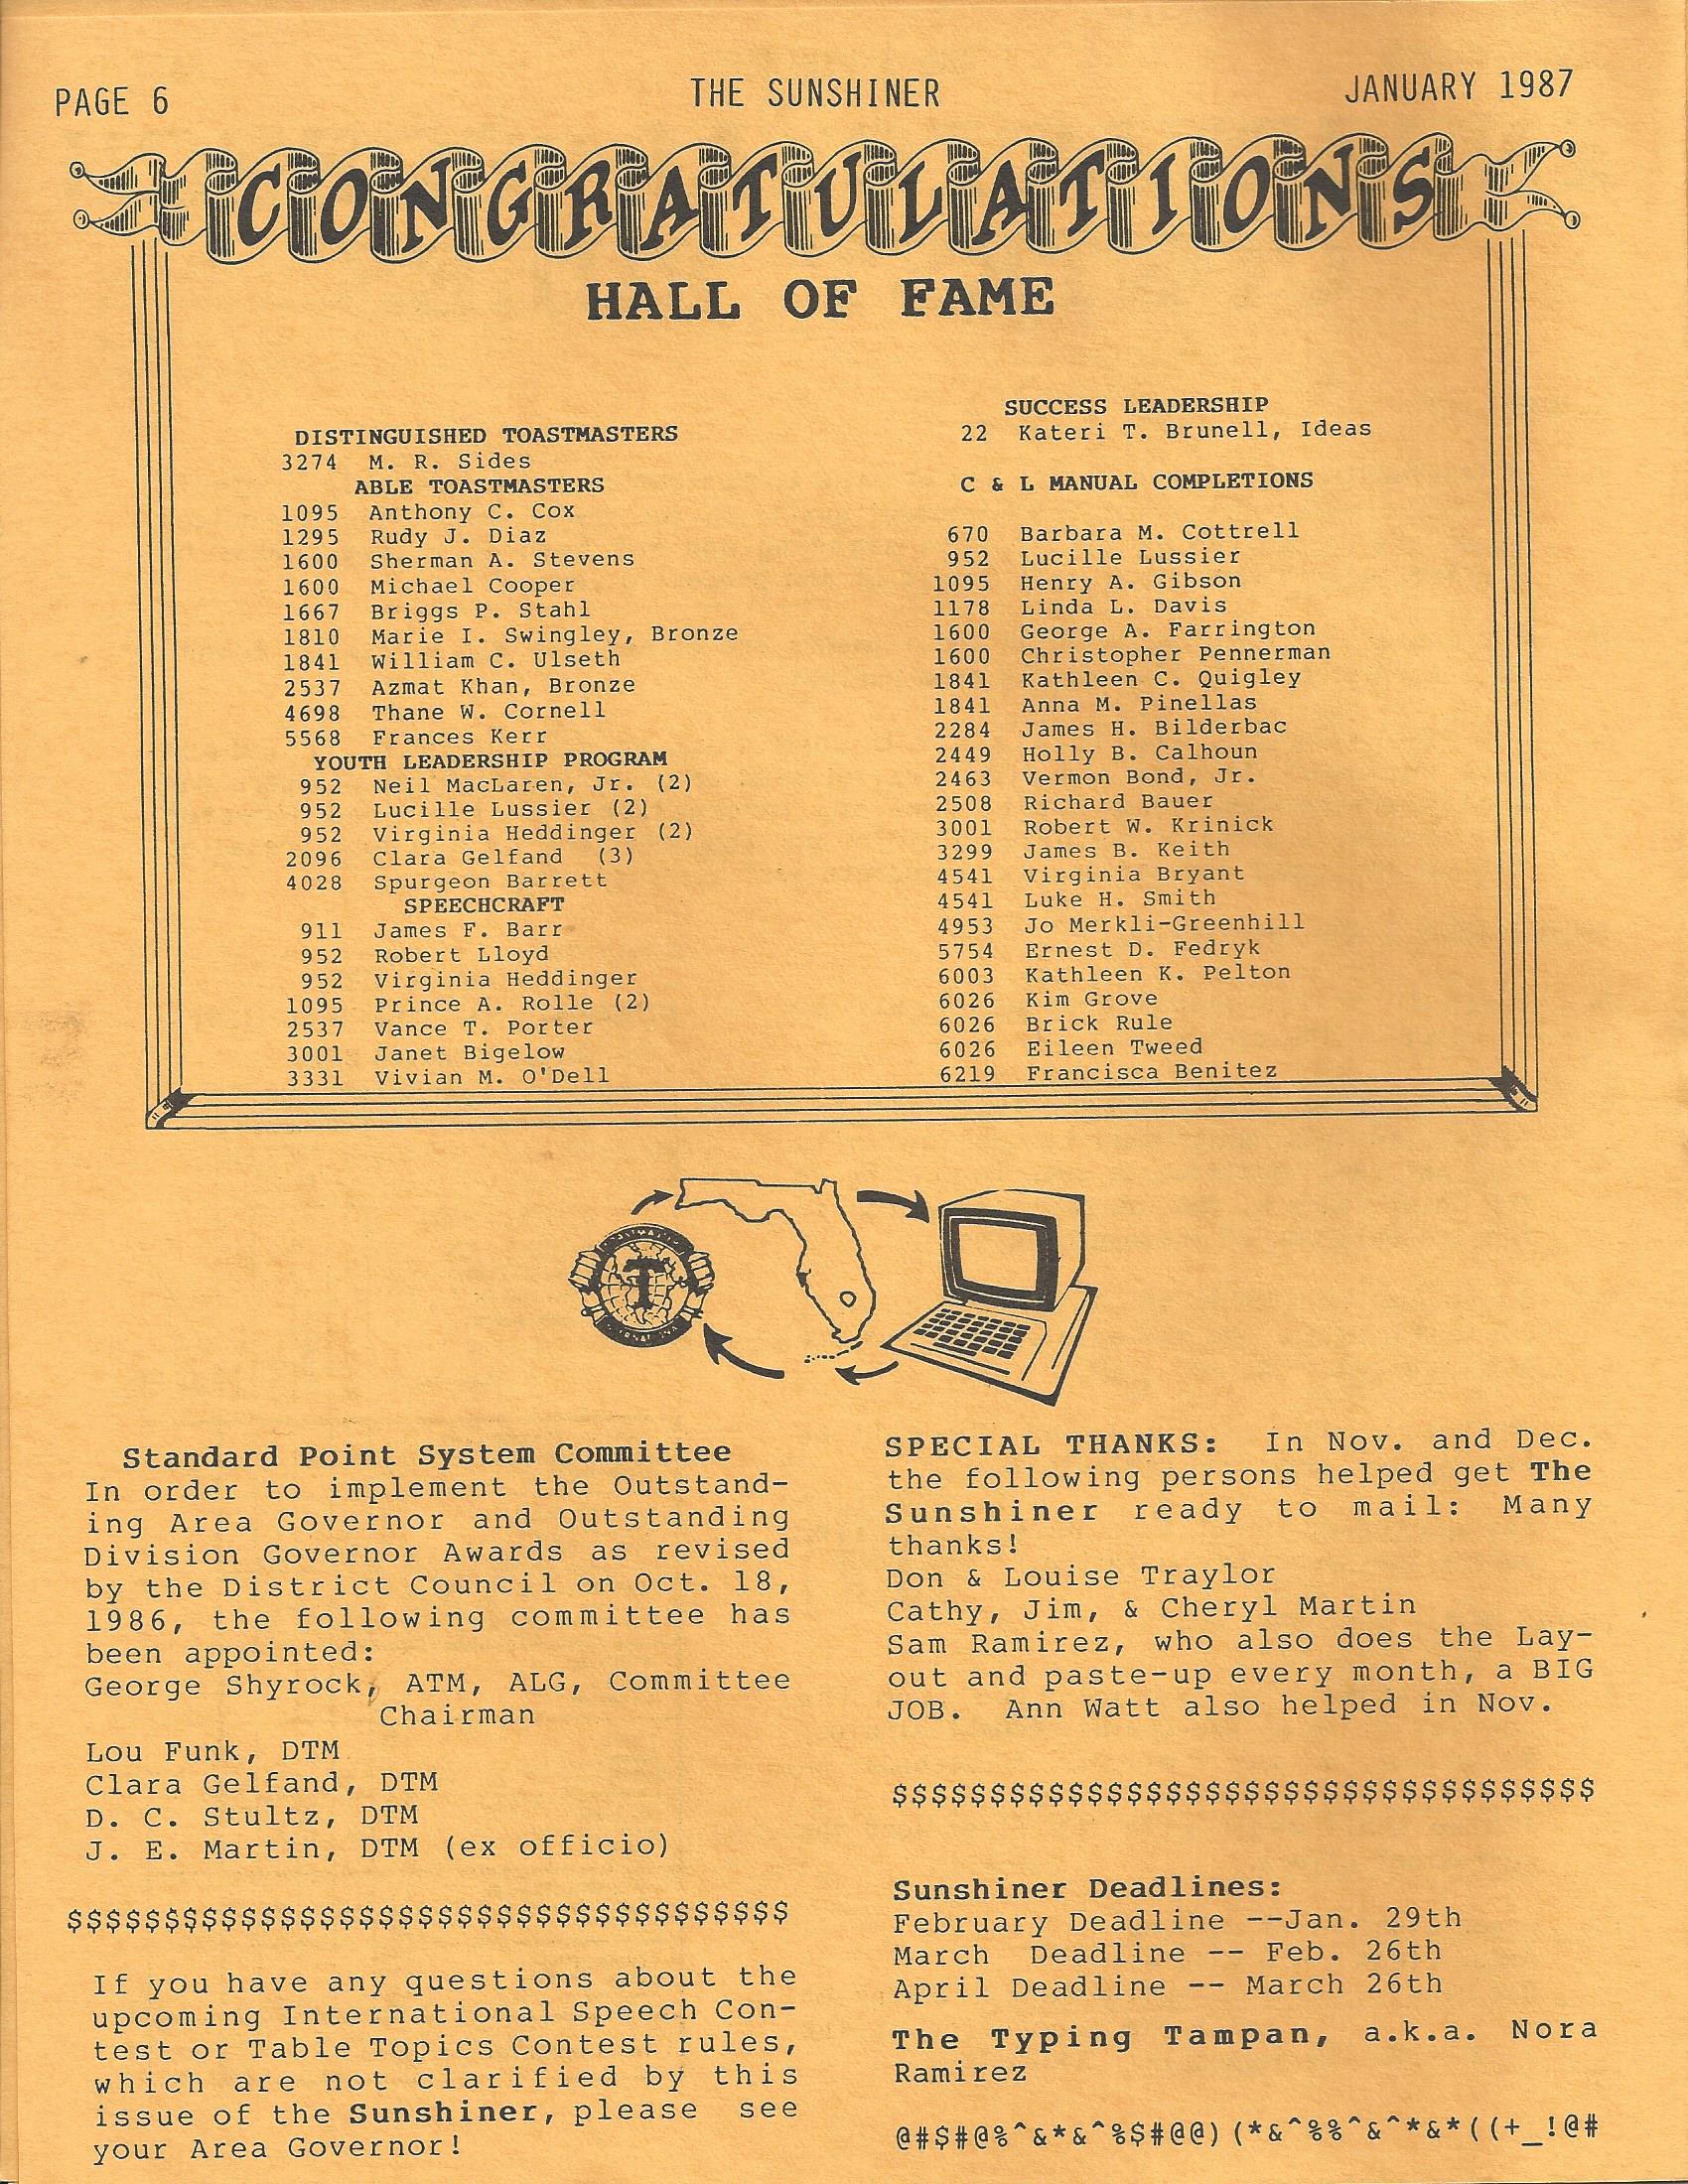 PAGE 6
THE SUNSHINER
JANUARY 1987
CONGRATULATIONS
HALL OF FAME
DISTINGUISHED TOASTMASTERS
3274 M. R. Sides
ABLE TOASTMASTERS
1095 Anthony C. Cox
1295 Rudy J. Diaz
1600 Sherman A. Stevens
1600 Michael Cooper
1667 Briggs P. Stahl
1810 Marie I. Swingley, Bronze
1841 William C. Ulseth
2537 Azmat Khan, Bronze
4698 Thane W. Cornell
5568 Frances Kerr
YOUTH LEADERSHIP PROGRAM
952 Neil MacLaren, Jr. (2)
952 Lucille Lussier (2)
952 Virginia Heddinger (2)
2096 Clara Gelfand (3)
4028 Spurgeon Barrett
SPEECHCRAFT
911 James F. Barr
952 Robert Lloyd
952 Virginia Heddinger
1095 Prince A. Rolle (2)
2537 Vance T. Porter
3001 Janet Bigelow
3331 Vivian M. O'Dell
SUCCESS LEADERSHIP
22 Kateri T. Brunell, Ideas
C & L MANUAL COMPLETIONS
670 Barbara M. Cottrell
952 Lucille Lussier
1095 Henry A. Gibson
1178 Linda L. Davis
1600 George A. Farrington
1600 Christopher Pennerman
1841 Kathleen C. Quigley
1841 Anna M. Pinellas
2284 James H. Bilderbac
2449 Holly B. Calhoun
2463 Vermon Bond, Jr.
2508 Richard Bauer
3001 Robert W. Krinick
3299 James B. Keith
4541 Virginia Bryant
4541 Luke H. Smith
4953 Jo Merkli-Greenhill
5754 Ernest D. Fedryk
6003 Kathleen K. Pelton
6026 Kim Grove
6026 Brick Rule
6026 Eileen Tweed
6219 Francisca Benitez
T
Standard Point System Committee
In order to implement the Outstand-
ing Area Governor and Outstanding
Division Governor Awards as revised
by the District Council on Oct. 18,
1986, the following committee has
been appointed:
George Shyrock, ATM, ALG, Committee
Chairman
Lou Funk, DTM
Clara Gelfand, DTM
D. C. Stultz, DTM
J. E. Martin, DTM (ex officio)
$$$$$$$$$$$$$$$$$$$$$$$$$$$$$$$$$$$$$
If you have any questions about the
upcoming International Speech Con-
test or Table Topics Contest rules,
which are not clarified by this
issue of the Sunshiner, please see
your Area Governor!
SPECIAL THANKS: In Nov. and Dec.
the following persons helped get The
Sunshiner ready to mail: Many
thanks!
Don & Louise Traylor
Cathy, Jim, & Cheryl Martin
Sam Ramirez, who also does the Lay-
out and paste-up every month, a BIG
JOB. Ann Watt also helped in Nov.
$$$$$$$$$$$$$$$$$$$$$$$$$$$$$$$$$$$$
Sunshiner Deadlines:
February Deadline --Jan. 29th
March Deadline -- Feb. 26th
April Deadline -- March 26th
The Typing Tampan, a.k.a. Nora
Ramirez
@#$#@%^&*&^%$#@@)(*&^%%^&^*&*((+_!@#